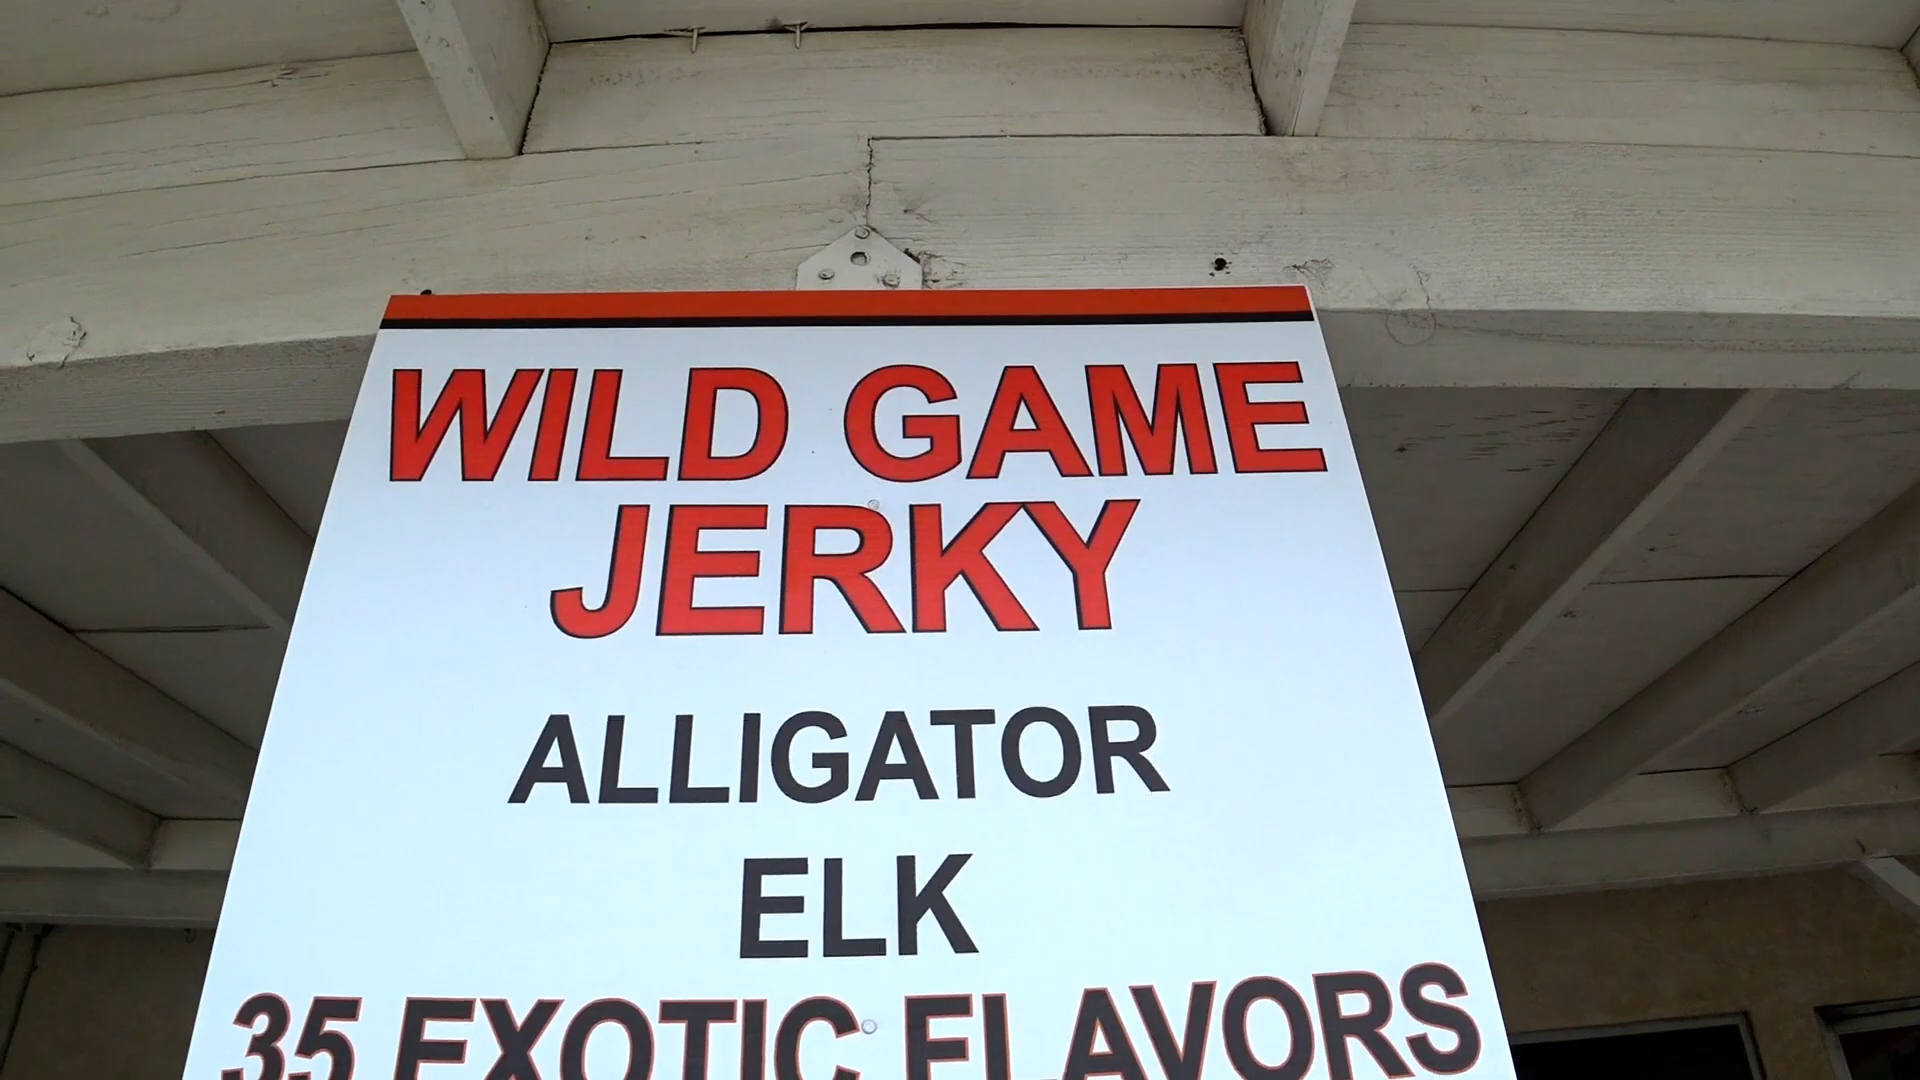 WILD GAME
JERKY
ALLIGATOR
ELK
35 EXOTIC FLAVORS